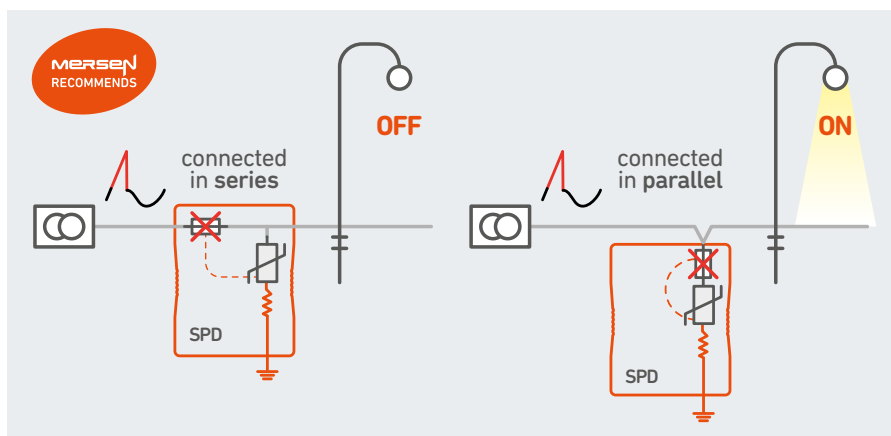 MERSEN
RECOMMENDS
OFF
connected
in series
SPD
ON
connected
in parallel
SPD